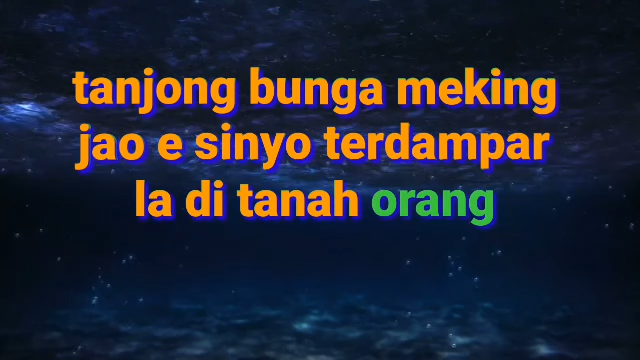 tanjong bunga meking
jao e sinyo terdampar
la di tanah orang